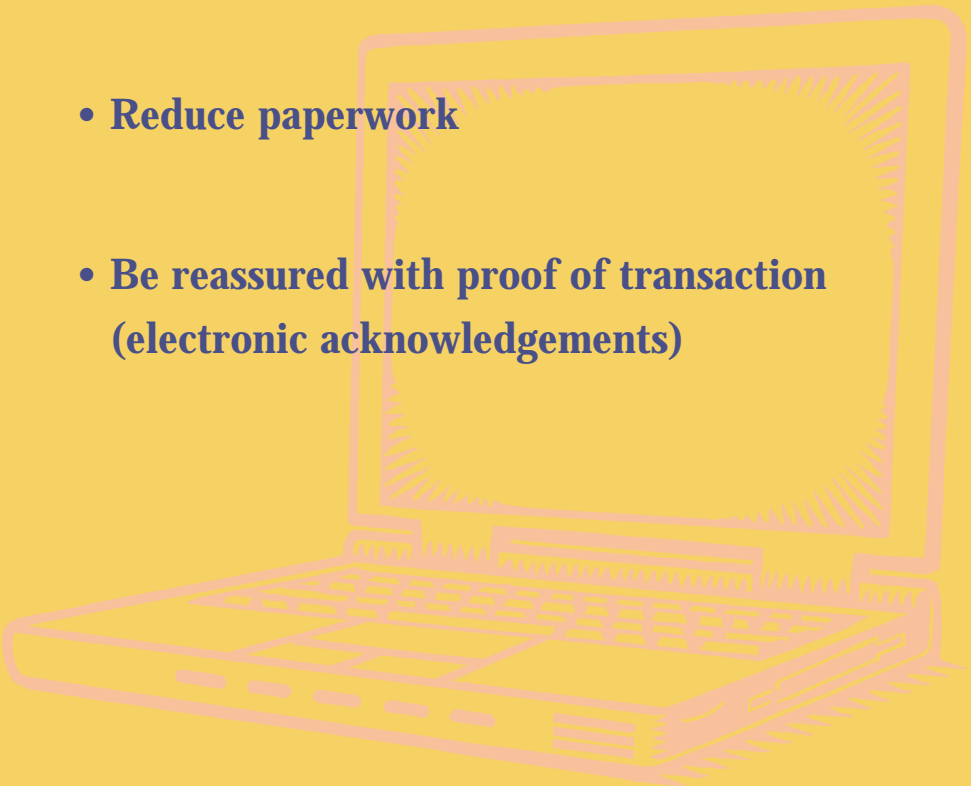 • Reduce paperwork
• Be reassured with proof of transaction
(electronic acknowledgements)